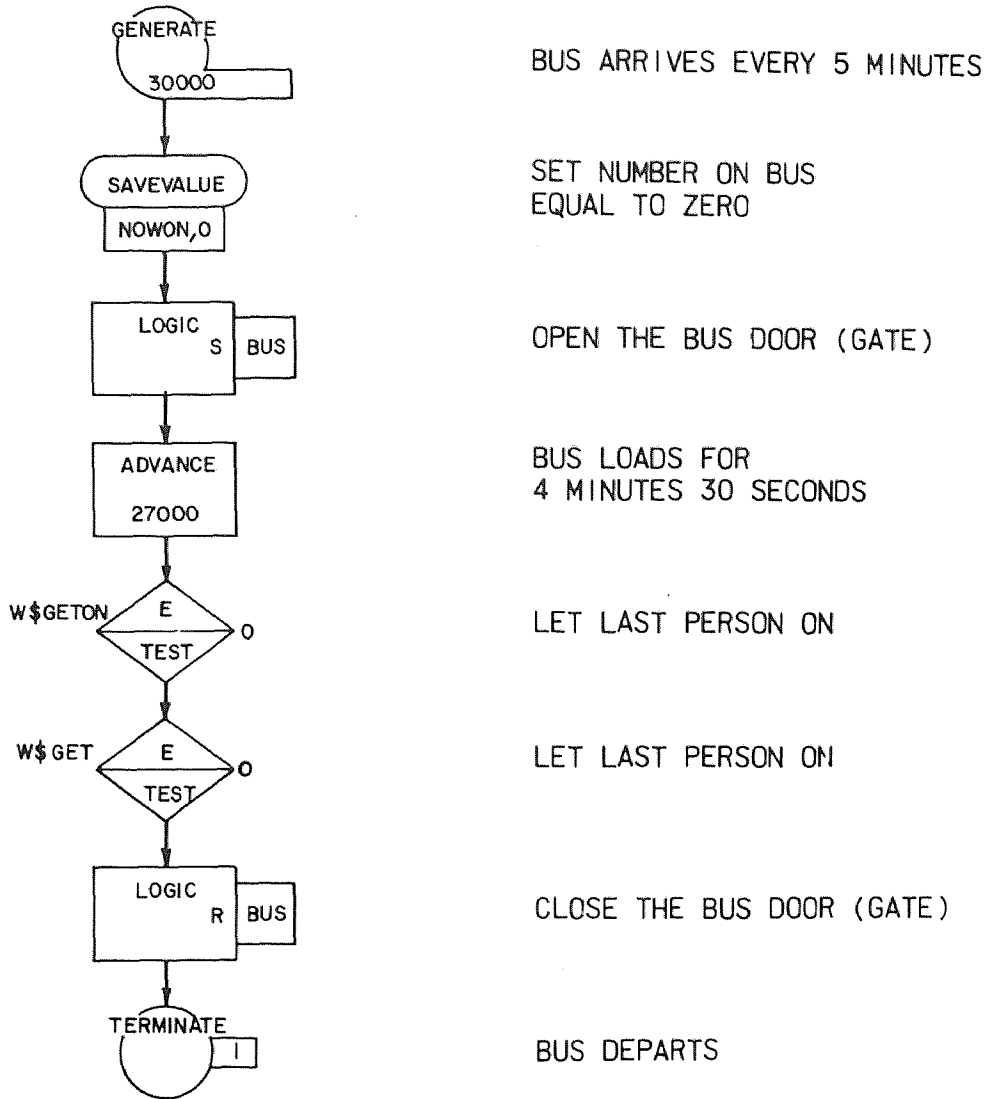 GENERATE
30000
BUS ARRIVES EVERY 5 MINUTES
SAVEVALUE
NOWON,0
SET NUMBER ON BUS
EQUAL TO ZERO
LOGIC
S
BUS
OPEN THE BUS DOOR (GATE)
ADVANCE
27000
BUS LOADS FOR
4 MINUTES 30 SECONDS
W$GETON
E
0
TEST
LET LAST PERSON ON
W$GET
E
0
TEST
LET LAST PERSON ON
LOGIC
R
BUS
CLOSE THE BUS DOOR (GATE)
TERMINATE
1
BUS DEPARTS